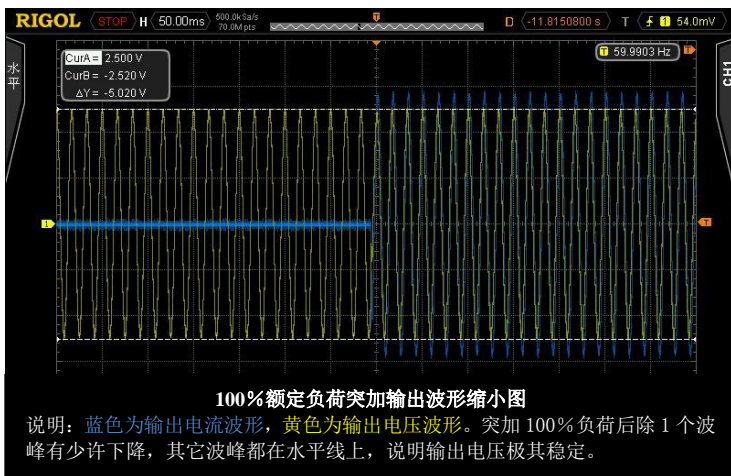 RIGOL STOP H 50.00ms 500.0kSa/s 70.0M pts D -11.8150800 s T 1 54.0mV
T
水平
CurA= 2.500 V
CurB= -2.520 V
ΔY= -5.020 V
T 59.9903 Hz T
CH1
1
T
100%额定负荷突加输出波形缩小图
说明：蓝色为输出电流波形，黄色为输出电压波形。突加 100%负荷后除 1 个波
峰有少许下降，其它波峰都在水平线上，说明输出电压极其稳定。